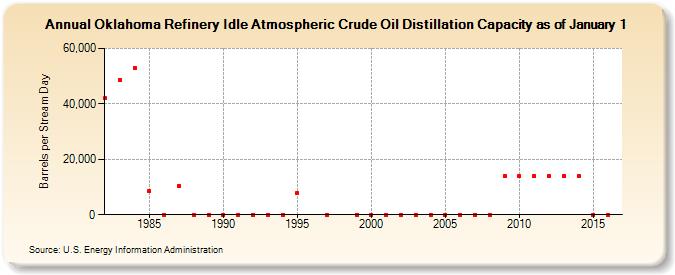 Annual Oklahoma Refinery Idle Atmospheric Crude Oil Distillation Capacity as of January 1
Barrels per Stream Day
60,000
40,000
20,000
0
1985 1990 1995 2000 2005 2010 2015
Source: U.S. Energy Information Administration